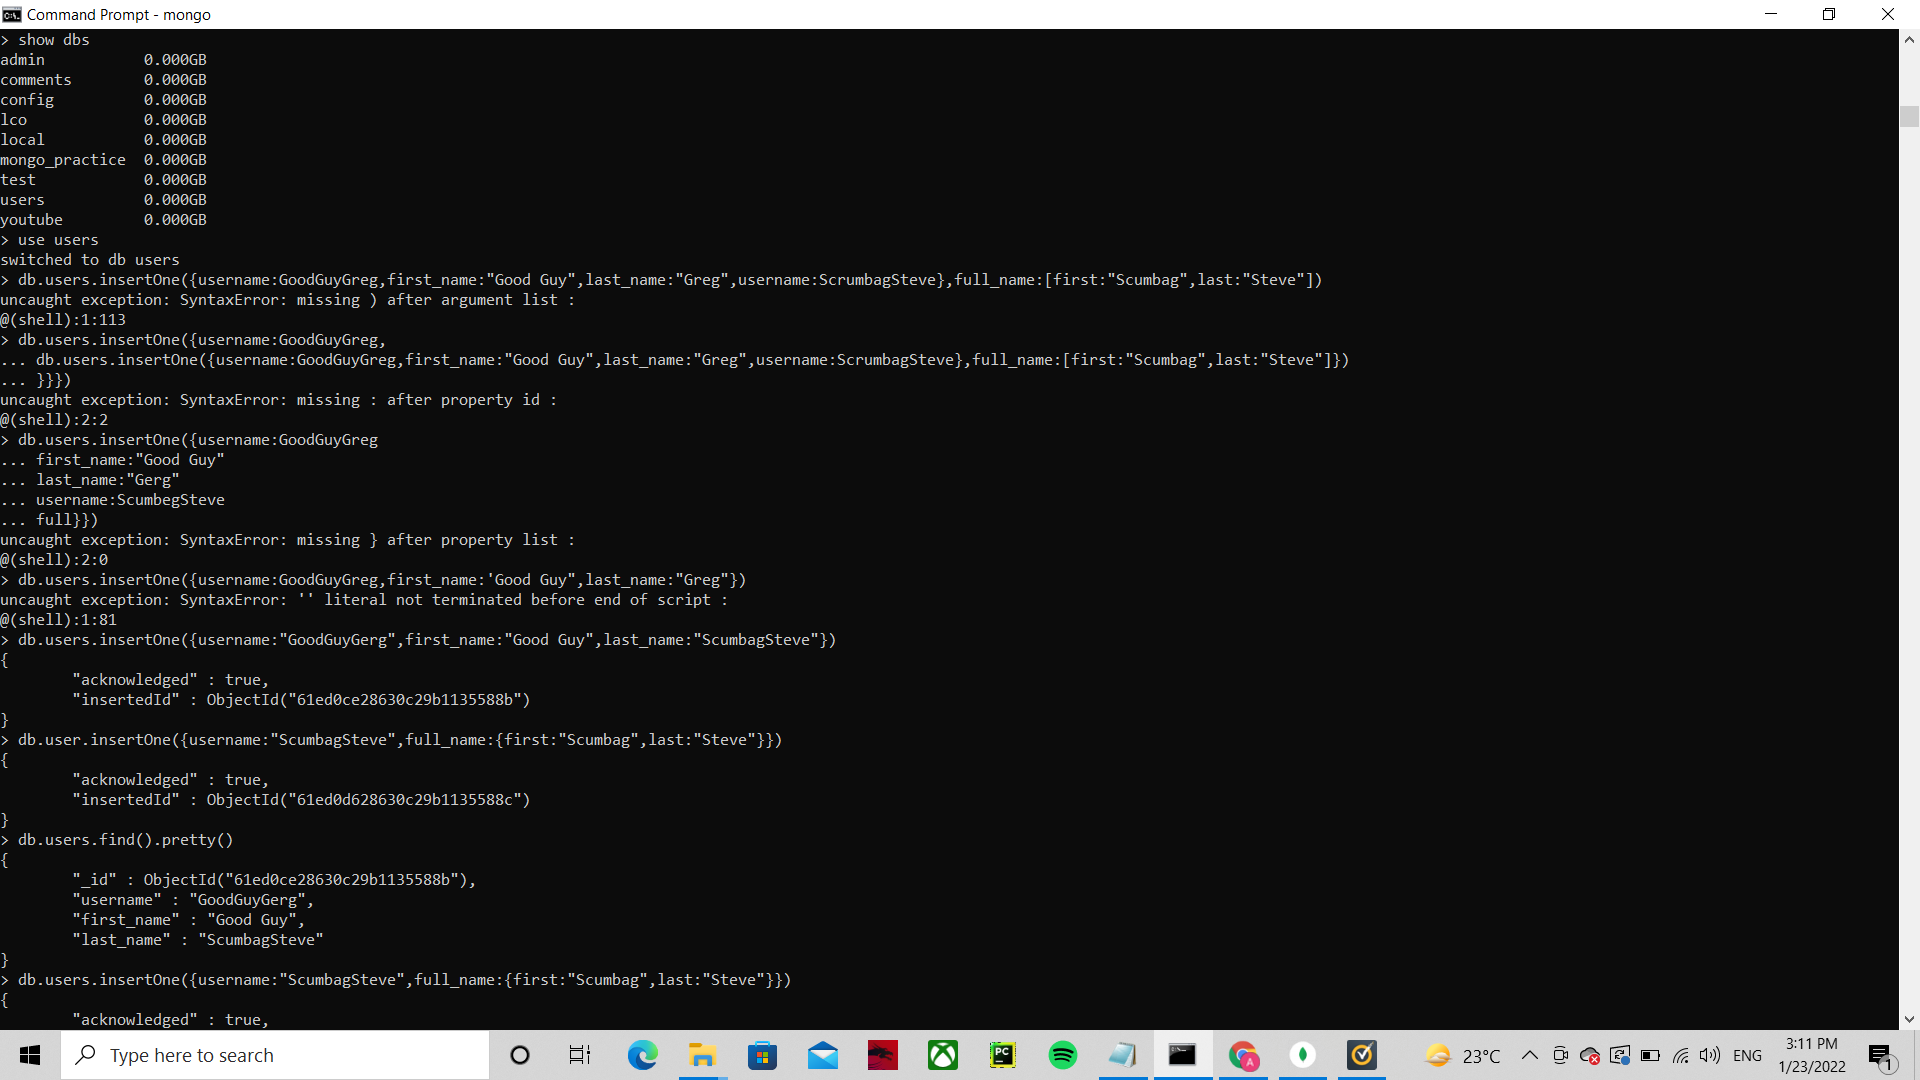 Command Prompt - mongo
> show dbs
admin           0.000GB
comments        0.000GB
config          0.000GB
lco             0.000GB
local           0.000GB
mongo_practice  0.000GB
test            0.000GB
users           0.000GB
youtube         0.000GB
> use users
switched to db users
> db.users.insertOne({username:GoodGuyGreg,first_name:"Good Guy",last_name:"Greg",username:ScrumbagSteve},full_name:[first:"Scumbag",last:"Steve"])
uncaught exception: SyntaxError: missing ) after argument list :
@(shell):1:113
> db.users.insertOne({username:GoodGuyGreg,
... db.users.insertOne({username:GoodGuyGreg,first_name:"Good Guy",last_name:"Greg",username:ScrumbagSteve},full_name:[first:"Scumbag",last:"Steve"]})
... }}})
uncaught exception: SyntaxError: missing : after property id :
@(shell):2:2
> db.users.insertOne({username:GoodGuyGreg
... first_name:"Good Guy"
... last_name:"Gerg"
... username:ScumbegSteve
... full}})
uncaught exception: SyntaxError: missing } after property list :
@(shell):2:0
> db.users.insertOne({username:GoodGuyGreg,first_name:'Good Guy",last_name:"Greg"})
uncaught exception: SyntaxError: '' literal not terminated before end of script :
@(shell):1:81
> db.users.insertOne({username:"GoodGuyGerg",first_name:"Good Guy",last_name:"ScumbagSteve"})
{
        "acknowledged" : true,
        "insertedId" : ObjectId("61ed0ce28630c29b1135588b")
}
> db.user.insertOne({username:"ScumbagSteve",full_name:{first:"Scumbag",last:"Steve"}})
{
        "acknowledged" : true,
        "insertedId" : ObjectId("61ed0d628630c29b1135588c")
}
> db.users.find().pretty()
{
        "_id" : ObjectId("61ed0ce28630c29b1135588b"),
        "username" : "GoodGuyGerg",
        "first_name" : "Good Guy",
        "last_name" : "ScumbagSteve"
}
> db.users.insertOne({username:"ScumbagSteve",full_name:{first:"Scumbag",last:"Steve"}})
{
        "acknowledged" : true,
Type here to search
PC
A
23°C
ENG
3:11 PM
1/23/2022
1